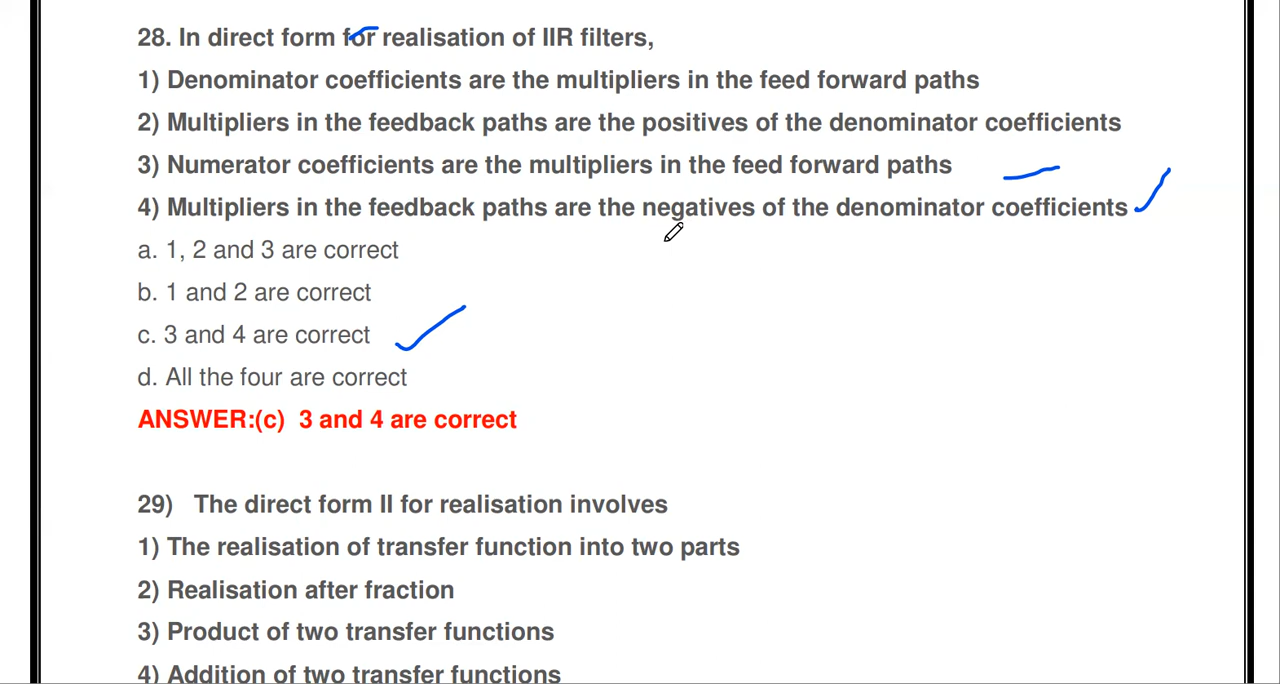 28. In direct form for realisation of IIR filters,
1) Denominator coefficients are the multipliers in the feed forward paths
2) Multipliers in the feedback paths are the positives of the denominator coefficients
3) Numerator coefficients are the multipliers in the feed forward paths
4) Multipliers in the feedback paths are the negatives of the denominator coefficients
a. 1, 2 and 3 are correct
b. 1 and 2 are correct
c. 3 and 4 are correct
d. All the four are correct
ANSWER:(c) 3 and 4 are correct
29) The direct form II for realisation involves
1) The realisation of transfer function into two parts
2) Realisation after fraction
3) Product of two transfer functions
4) Addition of two transfer functions